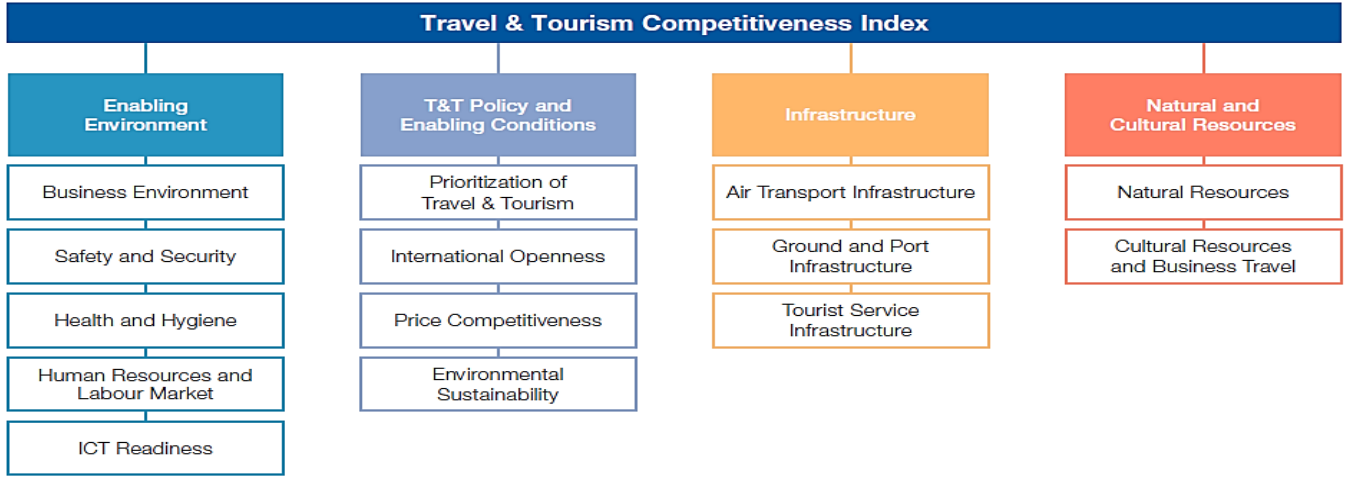 Travel & Tourism Competitiveness Index
Enabling
Environment
Business Environment
Safety and Security
Health and Hygiene
Human Resources and
Labour Market
ICT Readiness
T&T Policy and
Enabling Conditions
Prioritization of
Travel & Tourism
International Openness
Price Competitiveness
Environmental
Sustainability
Infrastructure
Air Transport Infrastructure
Ground and Port
Infrastructure
Tourist Service
Infrastructure
Natural and
Cultural Resources
Natural Resources
Cultural Resources
and Business Travel